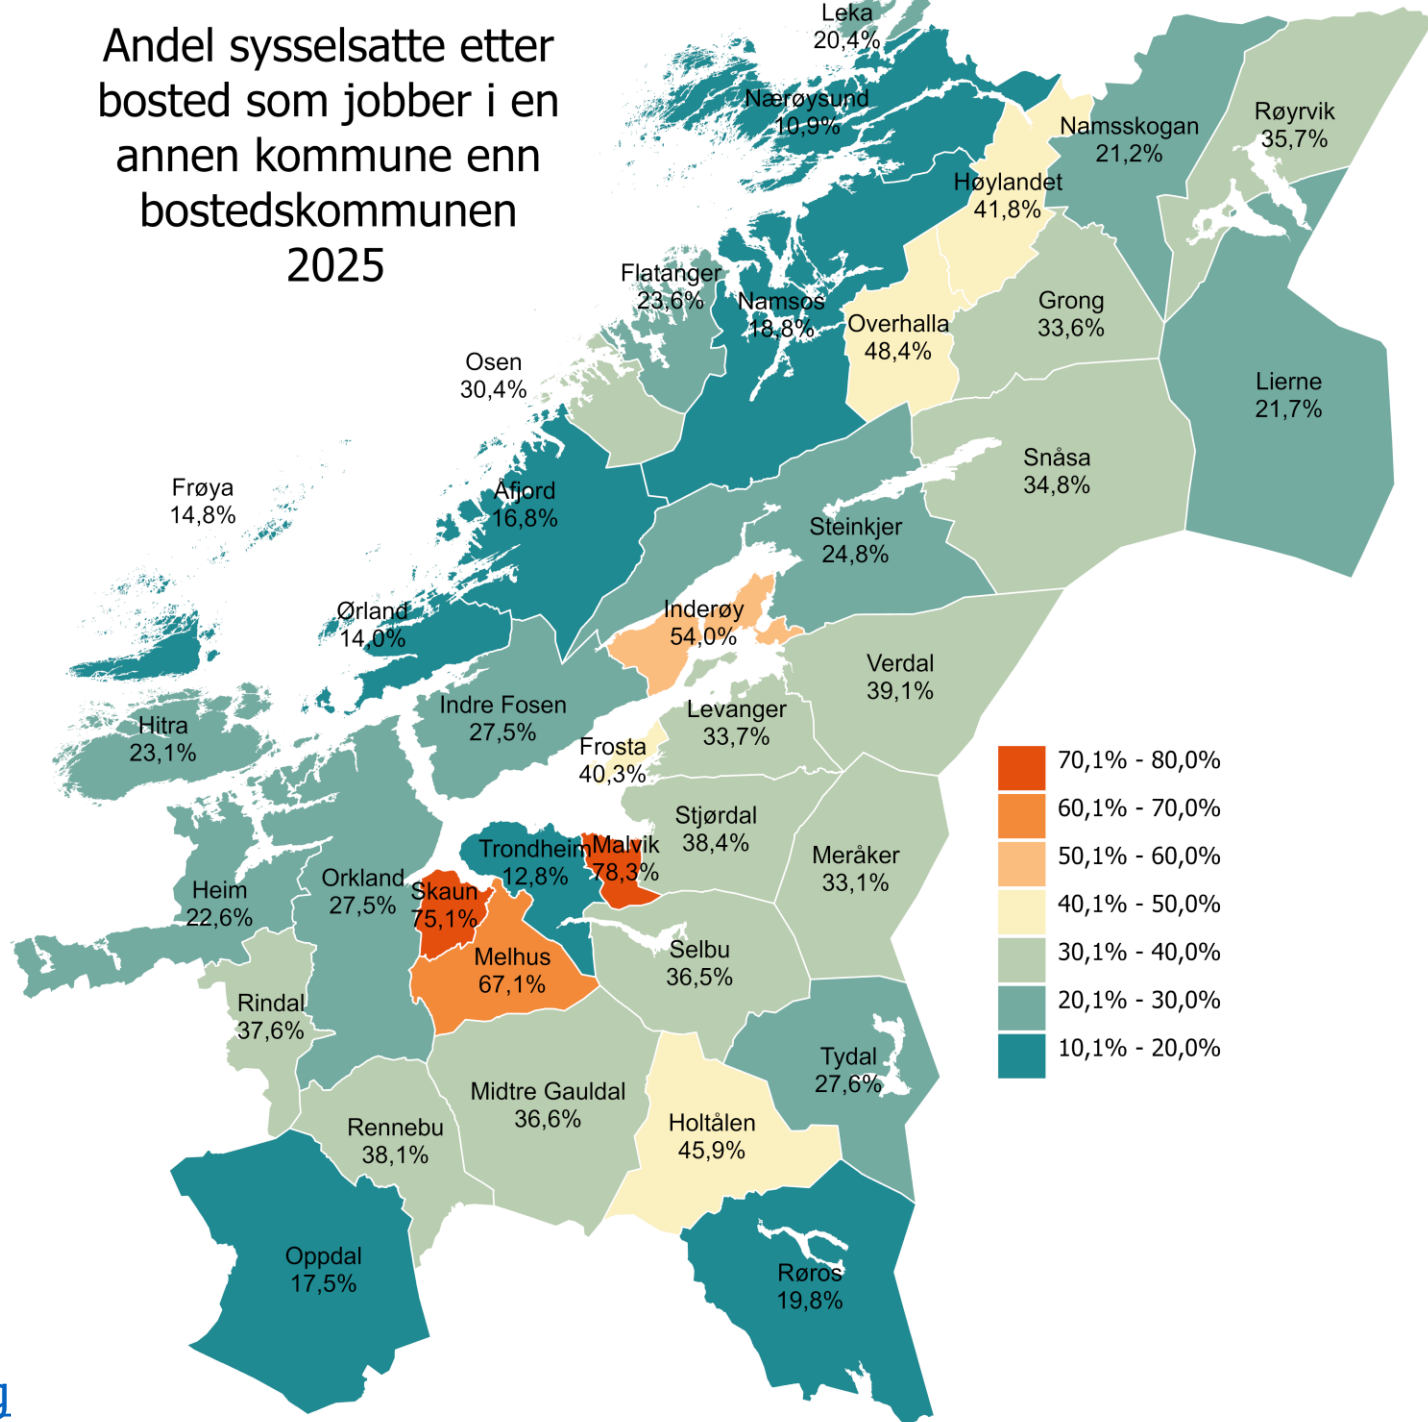 Andel sysselsatte etter
bosted som jobber i en
annen kommune enn
bostedskommunen
2025
Leka
20,4%
Nærøysund
10,9%
Namsskogan
21,2%
Røyrvik
35,7%
Høylandet
41,8%
Flatanger
23,6%
Namsos
18,8%
Grong
33,6%
Overhalla
48,4%
Osen
30,4%
Lierne
21,7%
Snåsa
34,8%
Frøya
14,8%
Åfjord
16,8%
Steinkjer
24,8%
Ørland
14,0%
Inderøy
54,0%
Verdal
39,1%
Indre Fosen
27,5%
Levanger
33,7%
Hitra
23,1%
Frosta
40,3%
Stjørdal
38,4%
Trondheim
12,8%
Malvik
78,3%
Meråker
33,1%
Heim
22,6%
Orkland
27,5%
Skaun
75,1%
Melhus
67,1%
Selbu
36,5%
Rindal
37,6%
Tydal
27,6%
Midtre Gauldal
36,6%
Rennebu
38,1%
Holtålen
45,9%
Oppdal
17,5%
Røros
19,8%
70,1% - 80,0%
60,1% - 70,0%
50,1% - 60,0%
40,1% - 50,0%
30,1% - 40,0%
20,1% - 30,0%
10,1% - 20,0%
g